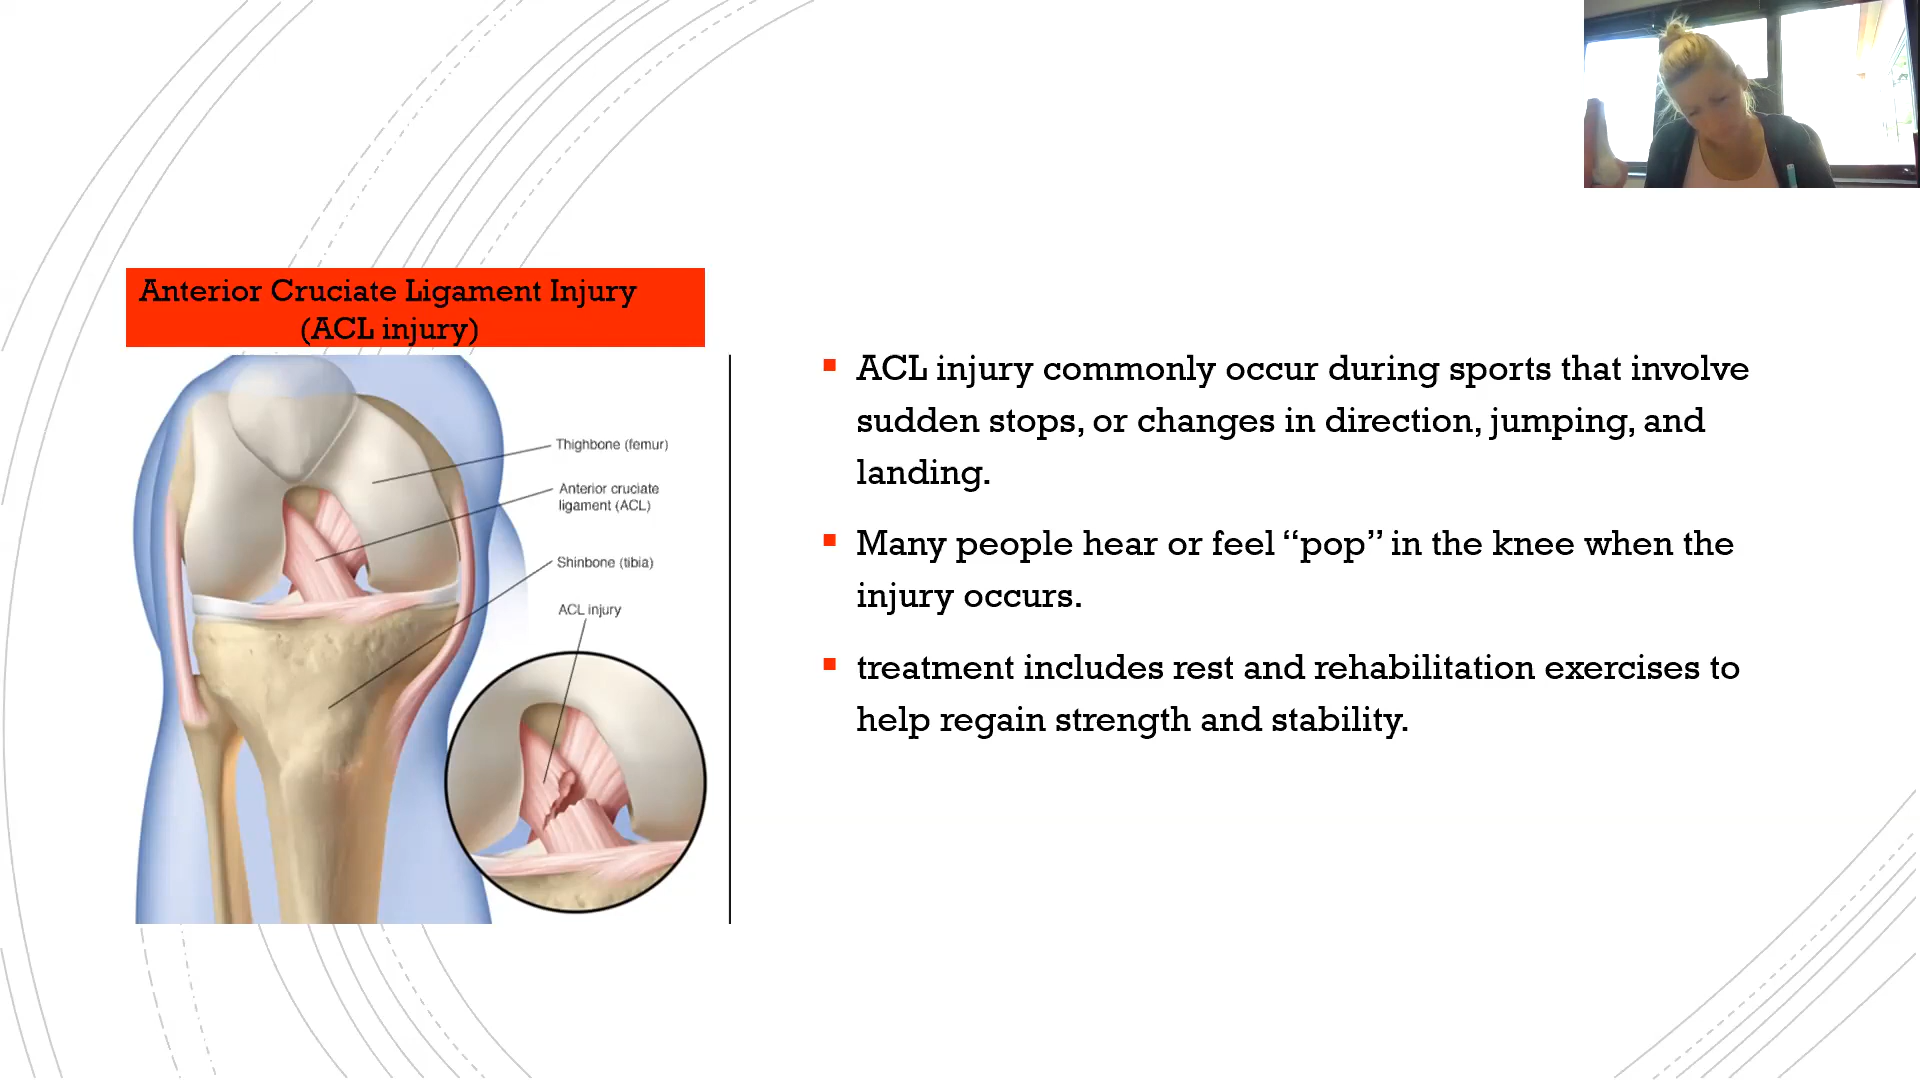 Anterior Cruciate Ligament Injury
(ACL injury)
Thighbone (femur)
Anterior cruciate
ligament (ACL)
Shinbone (tibia)
ACL injury
ACL injury commonly occur during sports that involve
sudden stops, or changes in direction, jumping, and
landing.
Many people hear or feel “pop” in the knee when the
injury occurs.
treatment includes rest and rehabilitation exercises to
help regain strength and stability.